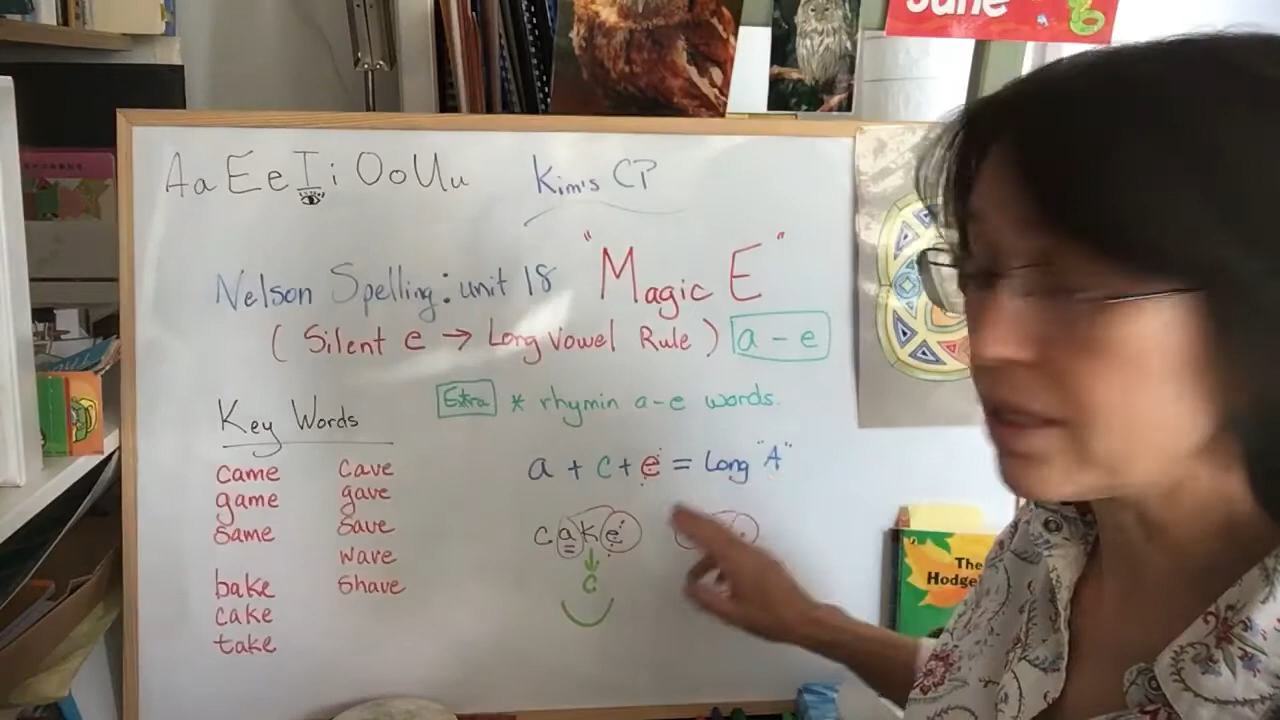 June
Aa Ee Ii Oo Uu
Kim's CP
Nelson Spelling: unit 18 "Magic E"
( Silent e → Long Vowel Rule ) a - e
Extra * rhymin a-e words.
Key Words
a + c + e = Long "A"
came cave
game gave
same save
wave
bake shave
cake
take
cake
c
The
Hodge